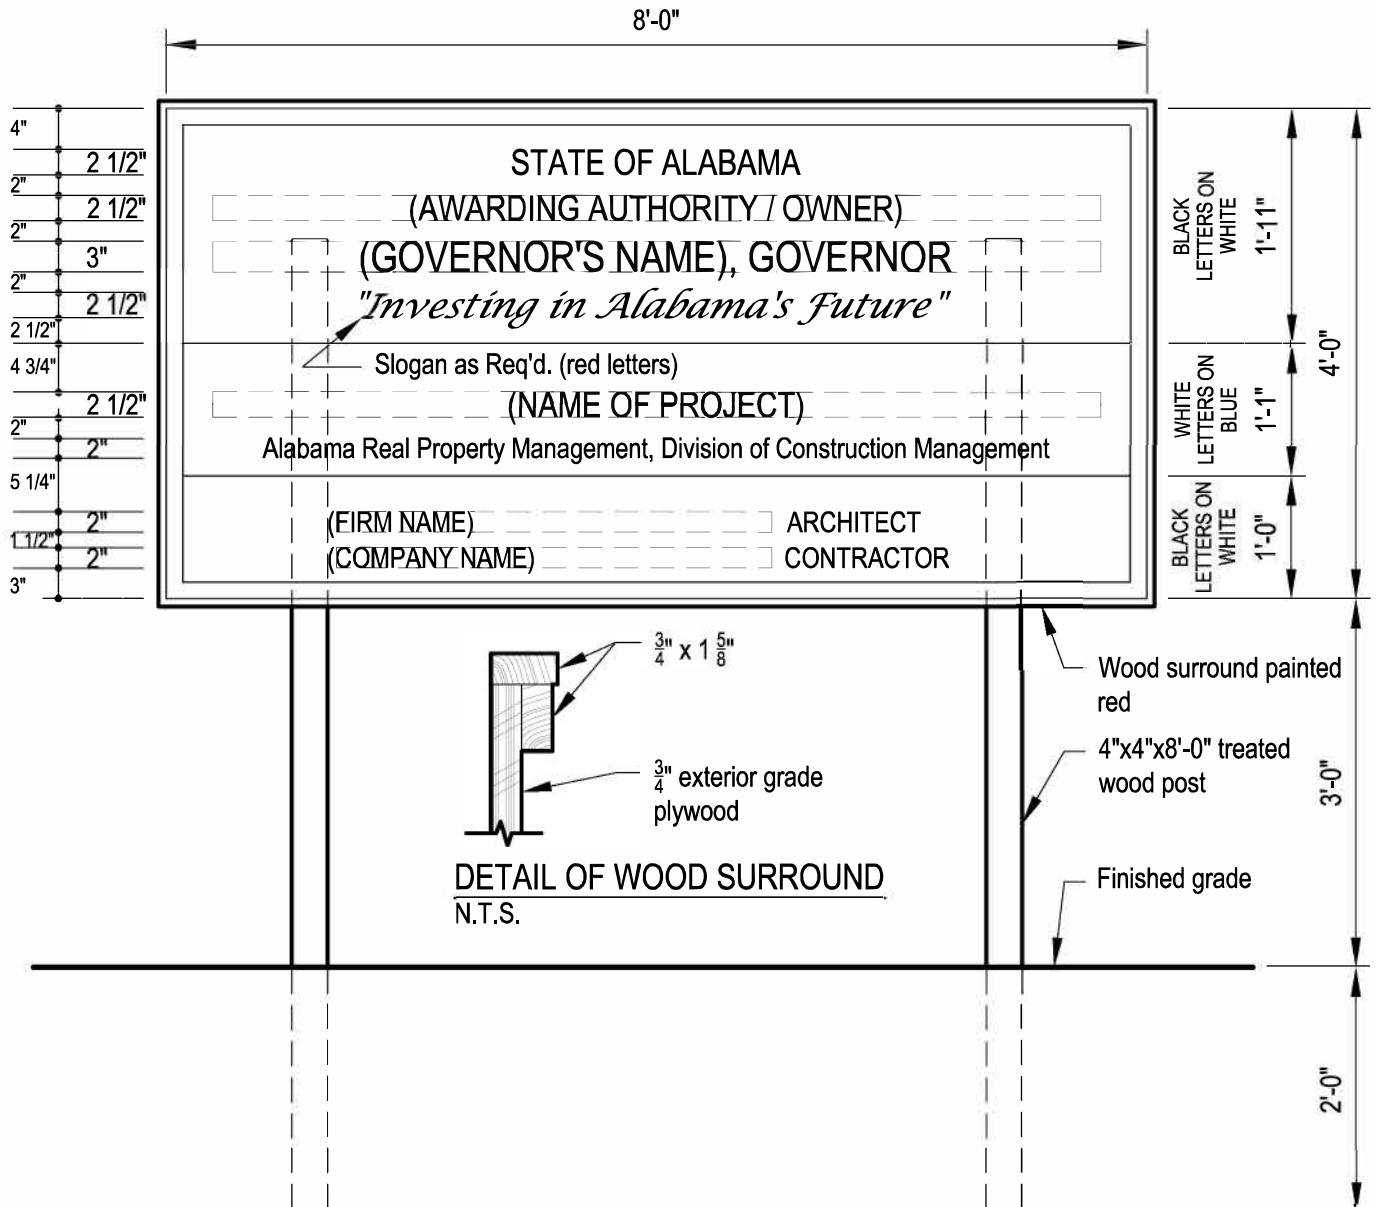 8'-0"
4"
2 1/2"
2"
2 1/2"
2"
3"
2"
2 1/2"
2 1/2"
4 3/4"
2 1/2"
2"
2"
5 1/4"
2"
1 1/2"
2"
3"
STATE OF ALABAMA
(AWARDING AUTHORITY / OWNER)
(GOVERNOR'S NAME), GOVERNOR
"Investing in Alabama's Future"
Slogan as Req'd. (red letters)
(NAME OF PROJECT)
Alabama Real Property Management, Division of Construction Management
(FIRM NAME) ARCHITECT
(COMPANY NAME) CONTRACTOR
BLACK
LETTERS ON
WHITE
1'-11"
WHITE
LETTERS ON
BLUE
1'-1"
BLACK
LETTERS ON
WHITE
1'-0"
4'-0"
3/4" x 1 5/8"
3/4" exterior grade
plywood
DETAIL OF WOOD SURROUND
N.T.S.
Wood surround painted
red
4"x4"x8'-0" treated
wood post
Finished grade
3'-0"
2'-0"